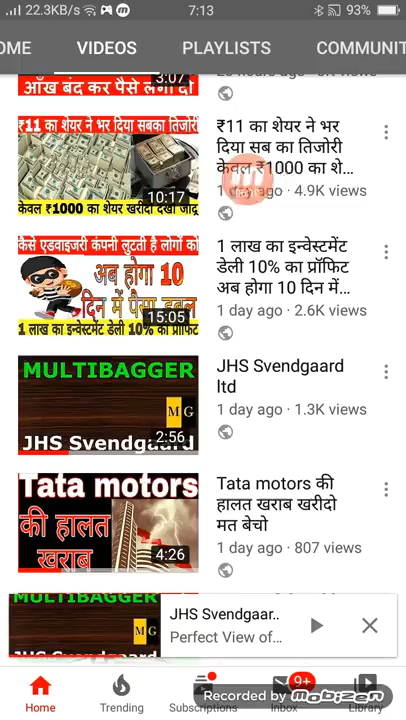 22.3KB/s
7:13
93%
OME
VIDEOS
PLAYLISTS
COMMUNIT
3:07
आँख बंद कर पैसे लगा दो
₹11 का शेयर ने भर दिया सबका तिजोरी
10:17
केवल ₹1000 का शेयर खरीदो देखो जादू
₹11 का शेयर ने भर
दिया सबका तिजोरी
केवल ₹1000 का शे...
1 day ago · 4.9K views
कैसे एडवाइजरी कंपनी लुटती है लोगों को
अब होगा 10
दिन में पैसा डबल
15:05
1 लाख का इन्वेस्टमेंट डेली 10% का प्रॉफिट
1 लाख का इन्वेस्टमेंट
डेली 10% का प्रॉफिट
अब होगा 10 दिन में...
1 day ago · 2.6K views
MULTIBAGGER
M G
2:56
JHS Svendgaard
JHS Svendgaard
ltd
1 day ago · 1.3K views
Tata motors
की हालत
खराब
4:26
Tata motors की
हालत खराब खरीदो
मत बेचो
1 day ago · 807 views
MULTIBAGGER
M G
JHS Svendgaar..
Perfect View of...
Home
Trending
Subscriptions
9+
Inbox
Library
Recorded by mobizen